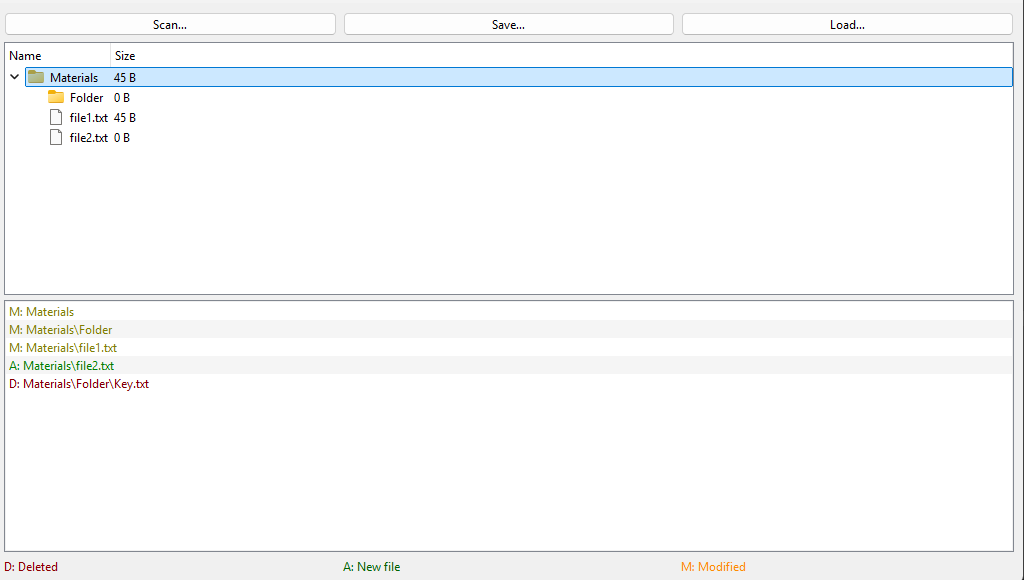 Scan... Save... Load...
Name Size
Materials 45 B
Folder 0 B
file1.txt 45 B
file2.txt 0 B
M: Materials
M: Materials\Folder
M: Materials\file1.txt
A: Materials\file2.txt
D: Materials\Folder\Key.txt
D: Deleted A: New file M: Modified